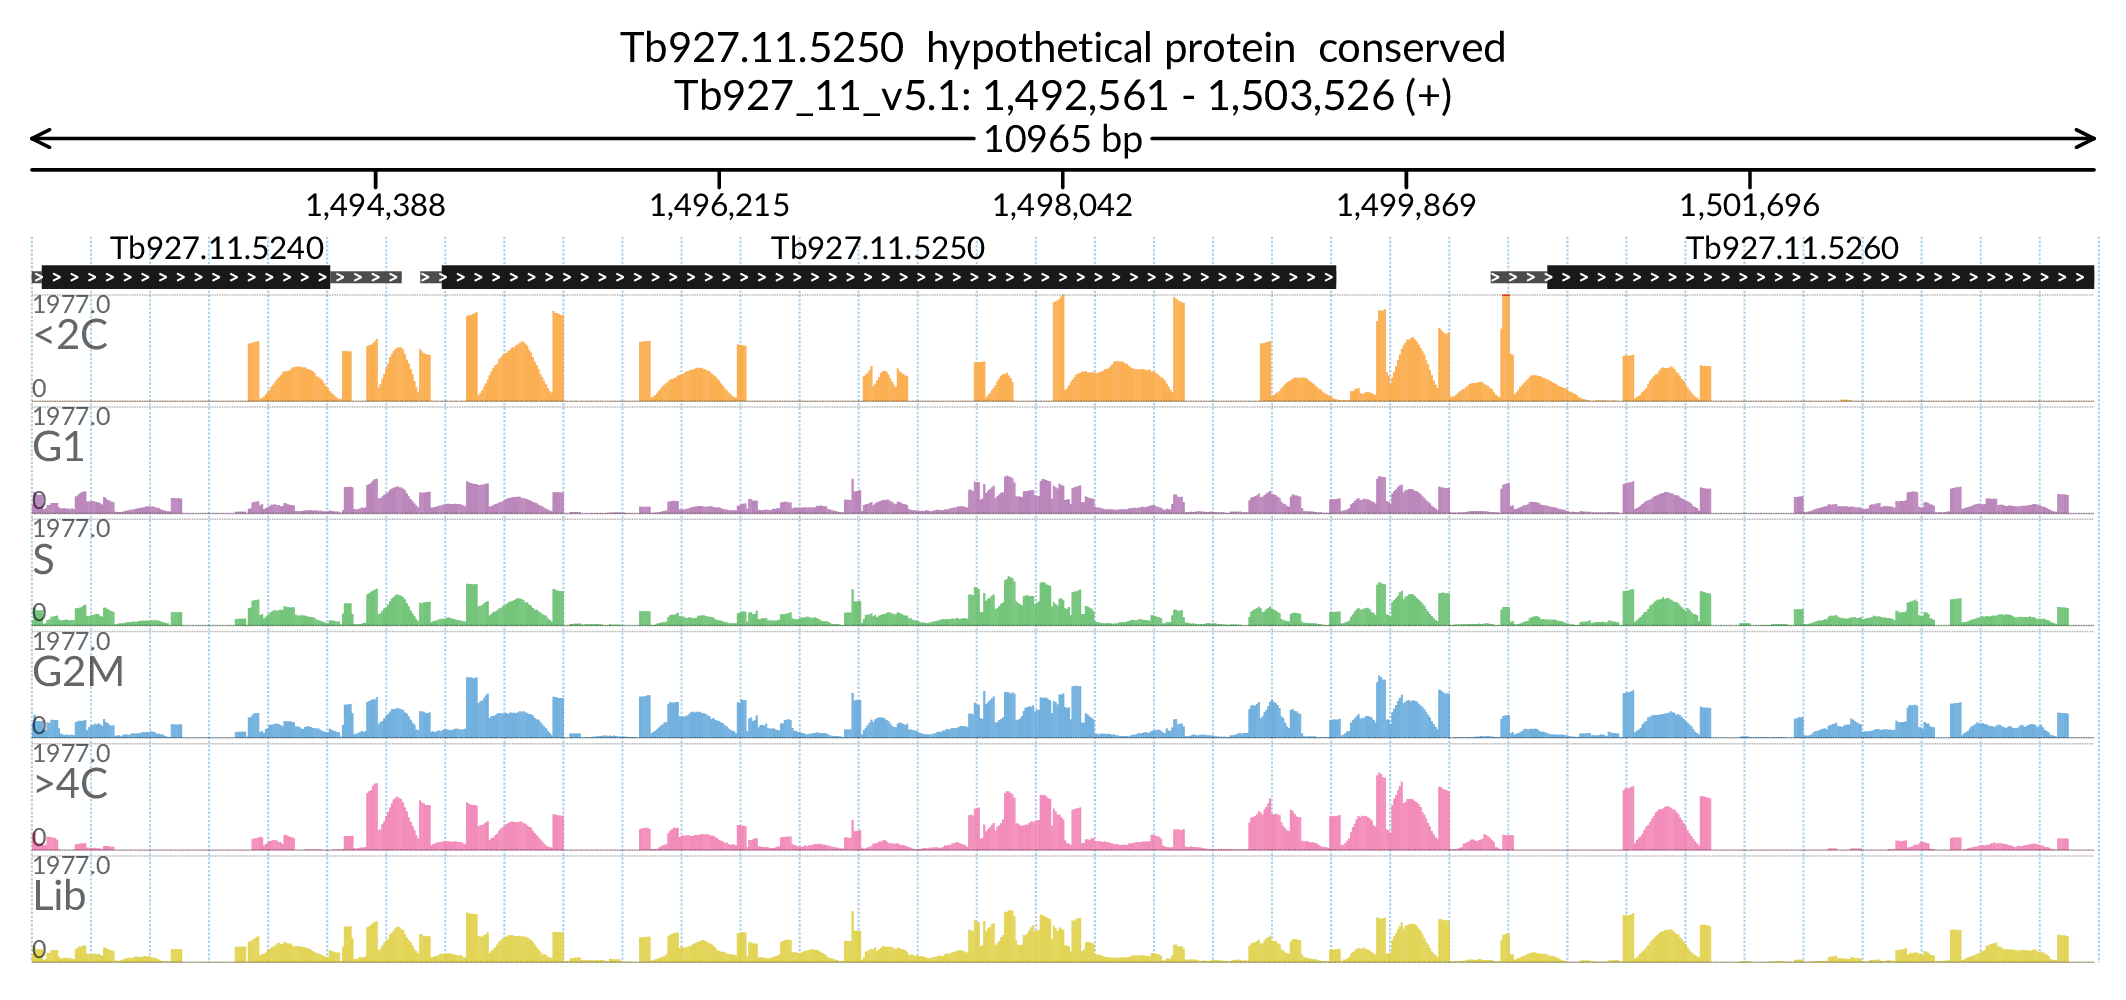 Tb927.11.5250 hypothetical protein conserved
Tb927_11_v5.1: 1,492,561 - 1,503,526 (+)
10965 bp
1,494,388 1,496,215 1,498,042 1,499,869 1,501,696
Tb927.11.5240 Tb927.11.5250 Tb927.11.5260
1977.0
<2C
0
1977.0
G1
0
1977.0
S
0
1977.0
G2M
0
1977.0
>4C
0
1977.0
Lib
0